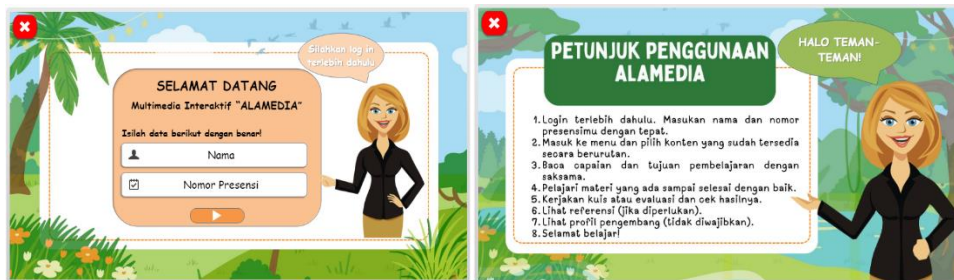 Silahkan log in
terlebih dahulu
SELAMAT DATANG
Multimedia Interaktif "ALAMEDIA"
Isilah data berikut dengan benar!
Nama
Nomor Presensi
PETUNJUK PENGGUNAAN
ALAMEDIA
HALO TEMAN-
TEMAN!
1. Login terlebih dahulu. Masukan nama dan nomor
presensimu dengan tepat.
2. Masuk ke menu dan pilih konten yang sudah tersedia
secara berurutan.
3. Baca capaian dan tujuan pembelajaran dengan
saksama.
4. Pelajari materi yang ada sampai selesai dengan baik.
5. Kerjakan kuis atau evaluasi dan cek hasilnya.
6. Lihat referensi (jika diperlukan).
7. Lihat profil pengembang (tidak diwajibkan).
8. Selamat belajar!